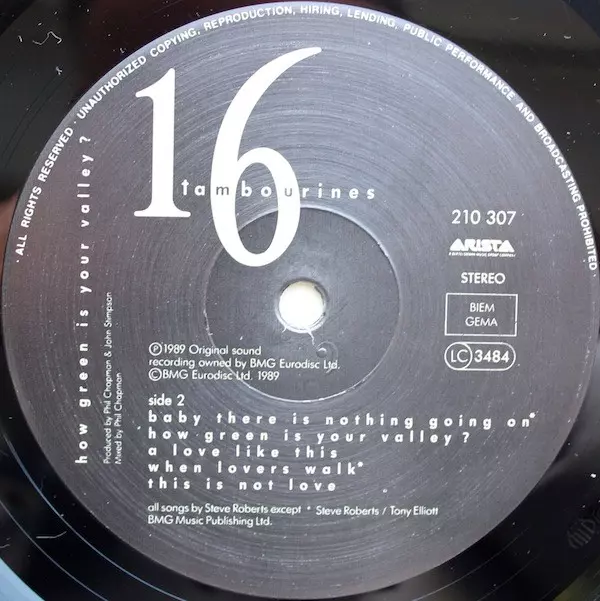 · ALL RIGHTS RESERVED · UNAUTHORIZED COPYING, REPRODUCTION, HIRING, LENDING, PUBLIC PERFORMANCE AND BROADCASTING PROHIBITED ·
16
tambourines
how green is your valley?
Produced by Phil Chapman & John Stimpson
Mixed by Phil Chapman
210 307
ARISTA
STEREO
BIEM
GEMA
LC 3484
Ⓟ1989 Original sound
recording owned by BMG Eurodisc Ltd.
©BMG Eurodisc Ltd. 1989
side 2
baby there is nothing going on*
how green is your valley?
a love like this
when lovers walk*
this is not love
all songs by Steve Roberts except * Steve Roberts / Tony Elliott
BMG Music Publishing Ltd.